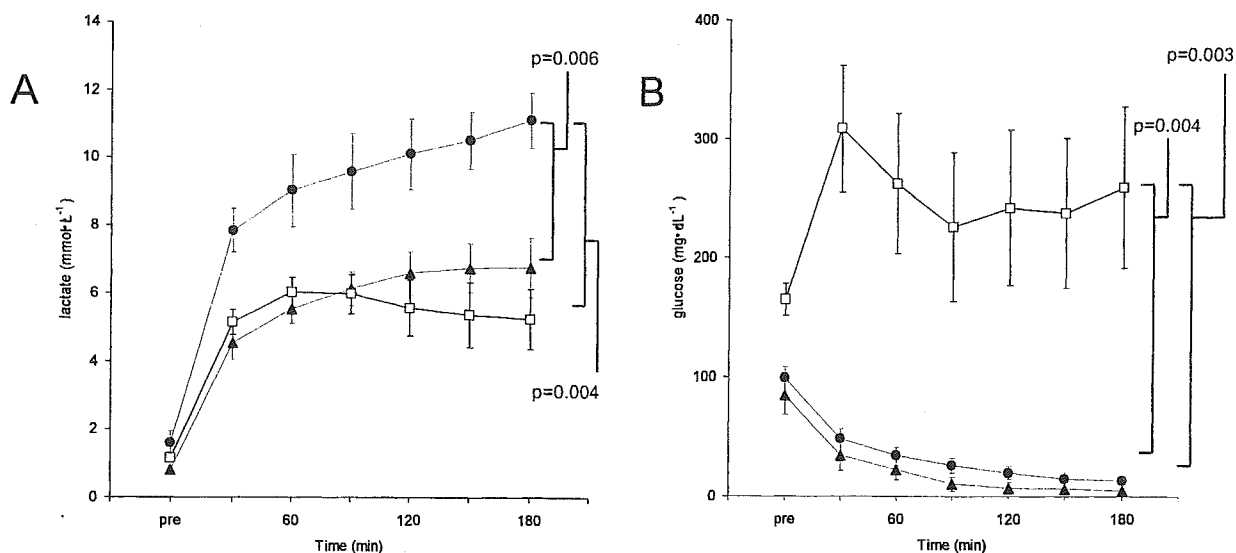 A
14
12
10
8
6
4
2
0
lactate (mmol·L⁻¹)
pre
60
120
180
Time (min)
p=0.006
p=0.004
B
400
300
200
100
0
glucose (mg·dL⁻¹)
pre
60
120
180
Time (min)
p=0.003
p=0.004